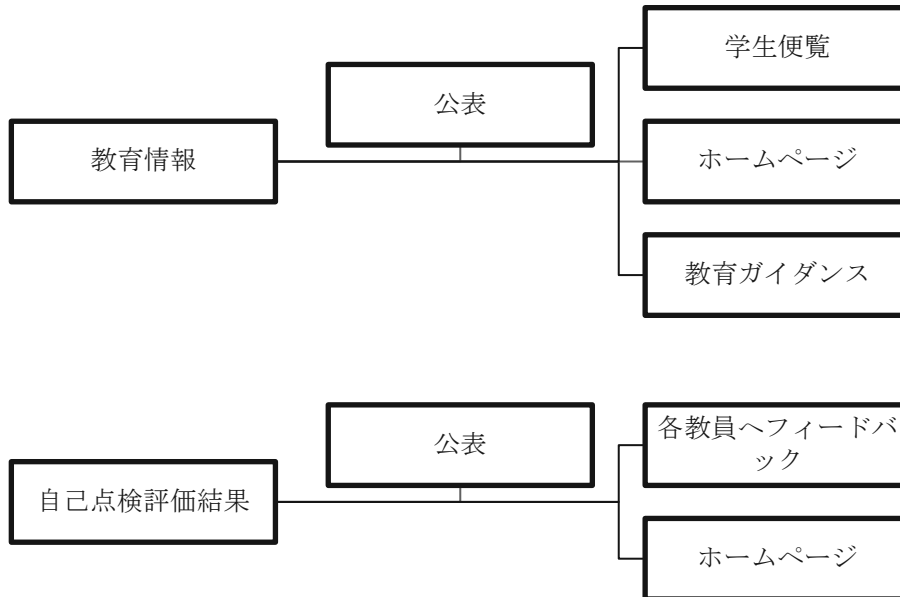 学生便覧
公表
教育情報
ホームページ
教育ガイダンス
公表
各教員へフィードバ
ック
自己点検評価結果
ホームページ